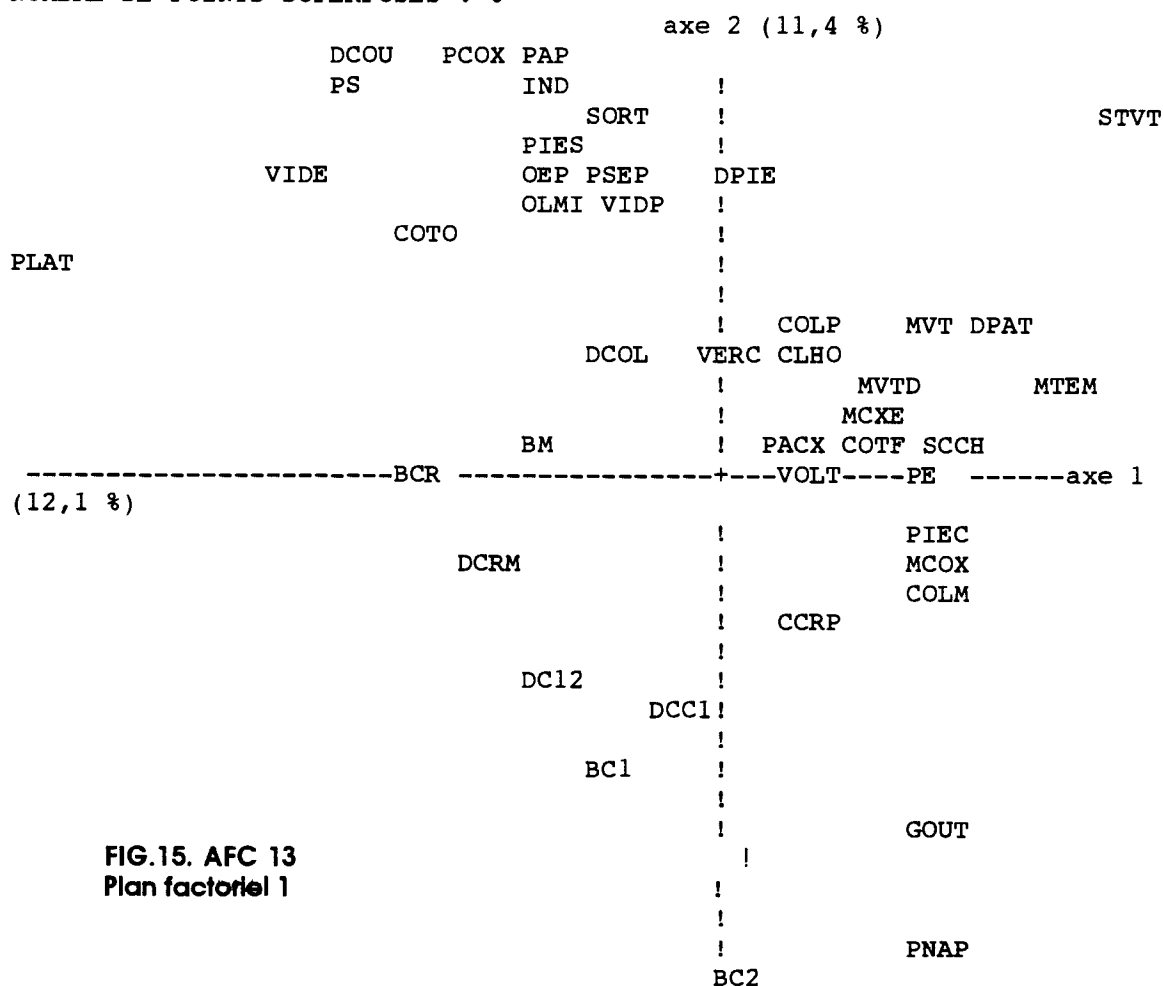 axe 2 (11,4 %)
DCOU PCOX PAP
PS IND !
SORT ! STVT
PIES !
VIDE OEP PSEP DPIE
OLMI VIDP !
COTO !
PLAT !
!
! COLP MVT DPAT
DCOL VERC CLHO
! MVTD MTEM
! MCXE
BM ! PACX COTF SCCH
------------------------BCR -----------------+---VOLT----PE ------axe 1
(12,1 %)
! PIEC
DCRM ! MCOX
! COLM
! CCRP
!
DC12 !
DCC1!
!
BC1 !
!
! GOUT
FIG.15. AFC 13 !
Plan factoriel 1 !
!
! PNAP
BC2